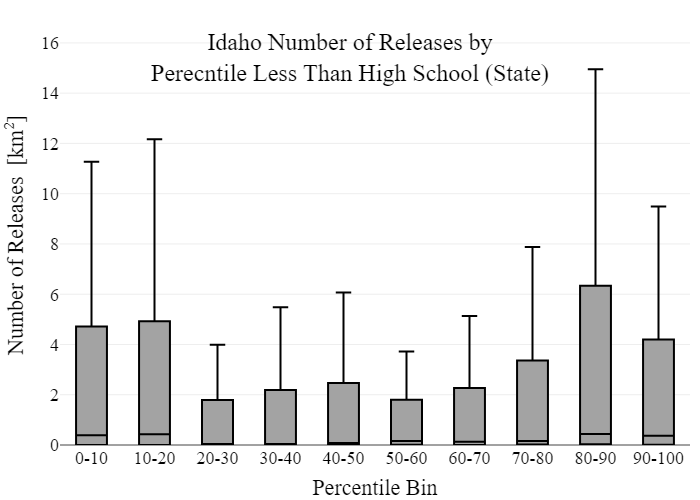 Idaho Number of Releases by
Perecntile Less Than High School (State)
Number of Releases [km²]
16
14
12
10
8
6
4
2
0
0-10 10-20 20-30 30-40 40-50 50-60 60-70 70-80 80-90 90-100
Percentile Bin